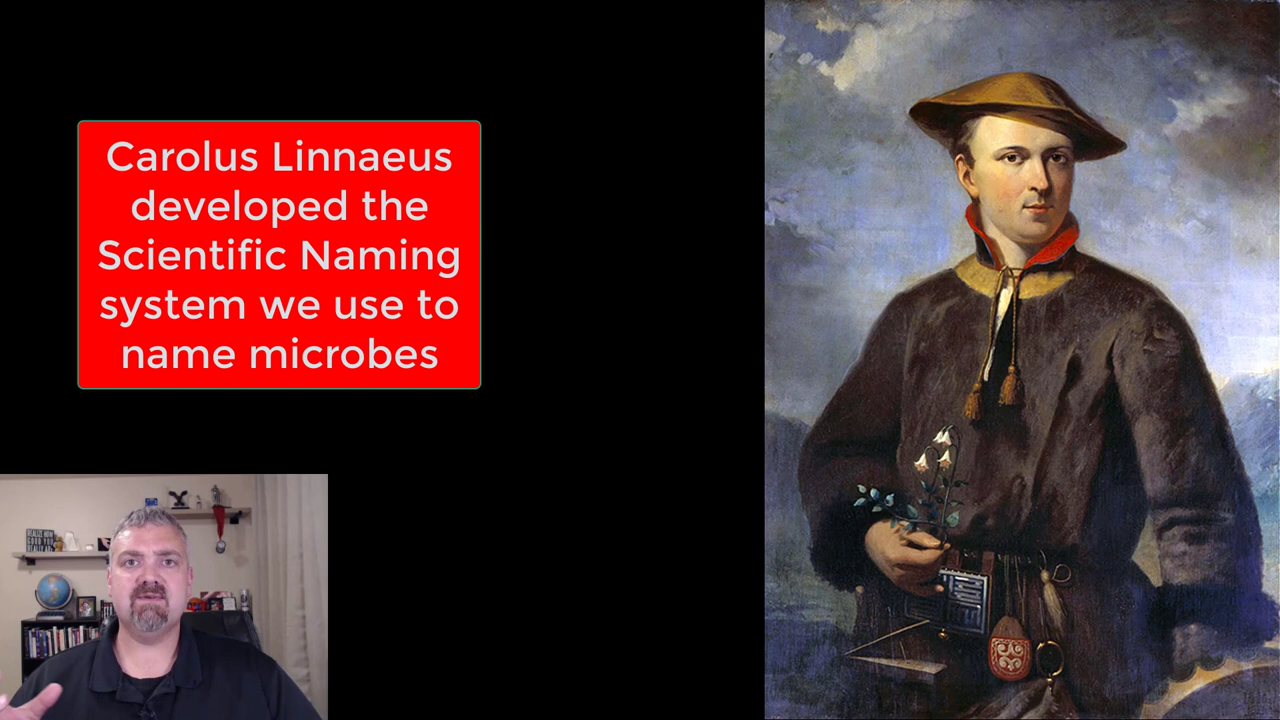 Carolus Linnaeus
developed the
Scientific Naming
system we use to
name microbes